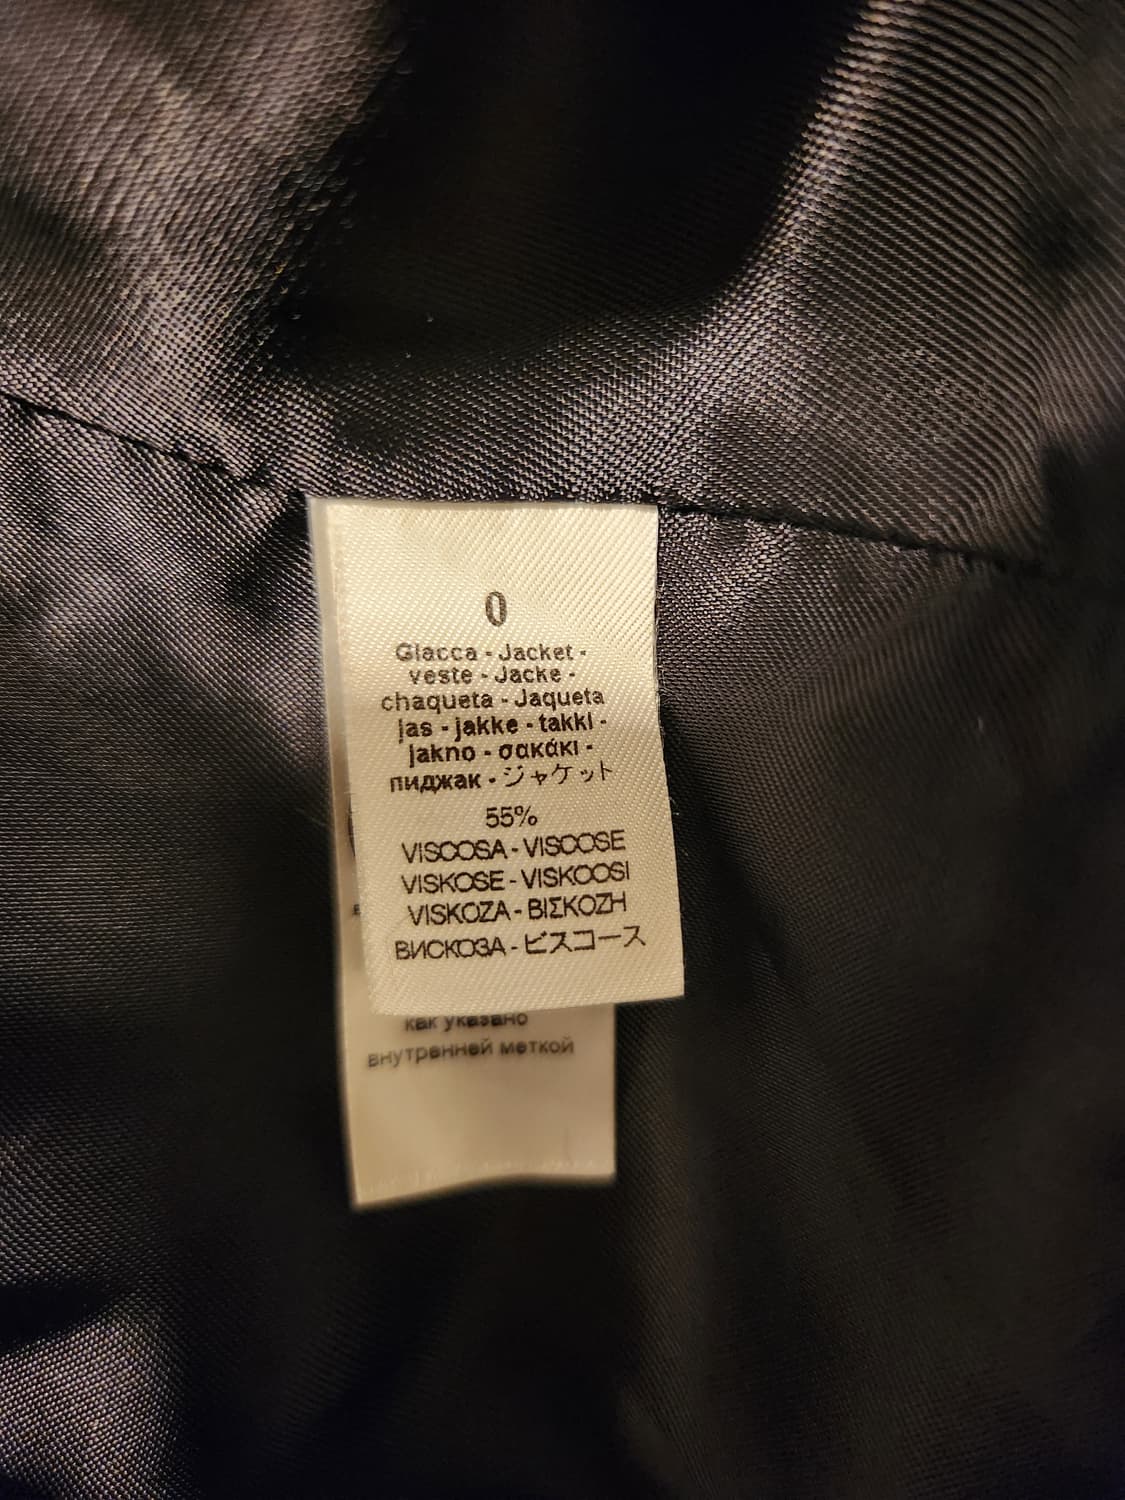 0
Giacca - Jacket -
veste - Jacke -
chaqueta - Jaqueta
jas - jakke - takki -
jakno - σακάκι -
пиджак - ジャケット
55%
VISCOSA - VISCOSE
VISKOSE - VISKOOSI
VISKOZA - ΒΙΣΚΟΖΗ
ВИСКОЗА - ビスコース
как указано
внутренней меткой